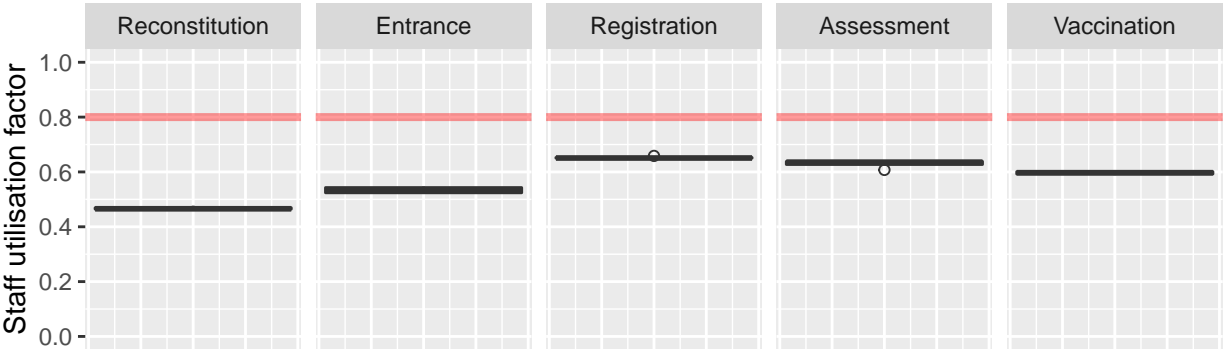 Reconstitution
Entrance
Registration
Assessment
Vaccination
Staff utilisation factor
1.0
0.8
0.6
0.4
0.2
0.0